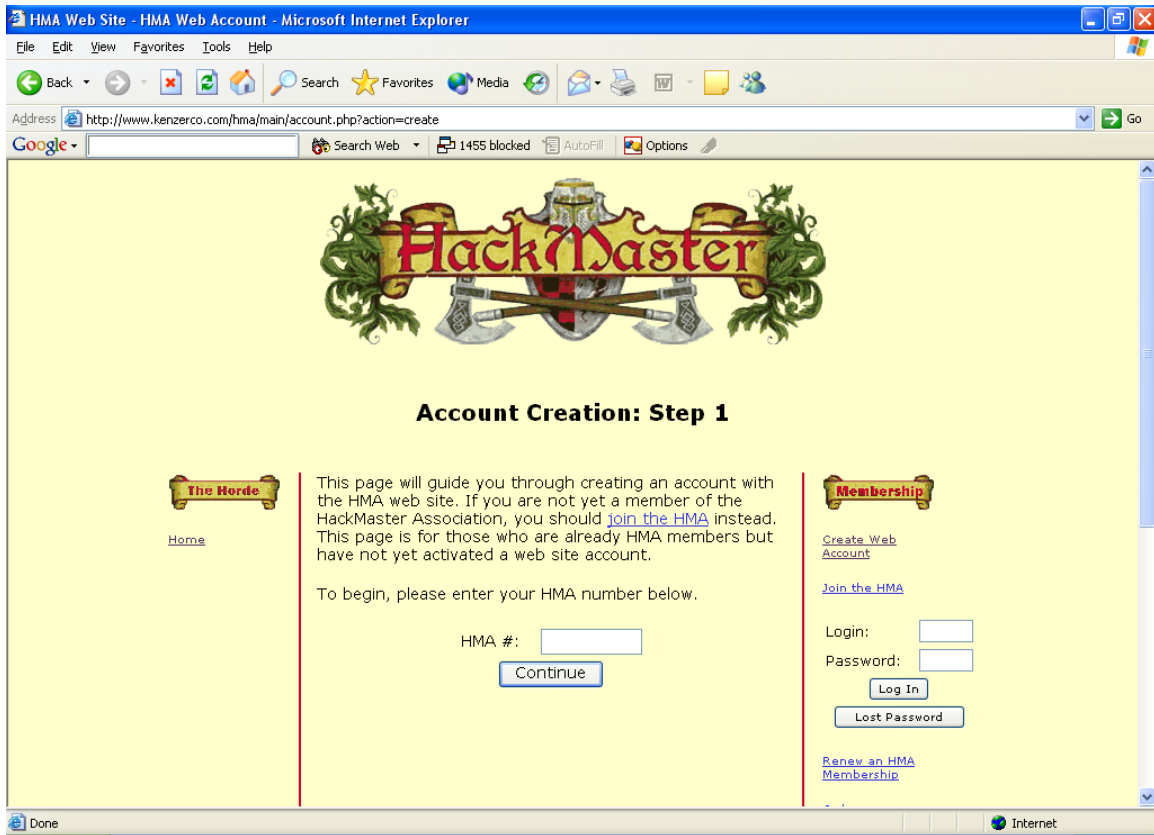 HMA Web Site - HMA Web Account - Microsoft Internet Explorer
File Edit View Favorites Tools Help
Back Search Favorites Media
Address http://www.kenzerco.com/hma/main/account.php?action=create Go
Google Search Web 1455 blocked AutoFill Options
HackMaster
Account Creation: Step 1
The Horde
Home
This page will guide you through creating an account with
the HMA web site. If you are not yet a member of the
HackMaster Association, you should join the HMA instead.
This page is for those who are already HMA members but
have not yet activated a web site account.
To begin, please enter your HMA number below.
HMA #:
Continue
Membership
Create Web
Account
Join the HMA
Login:
Password:
Log In
Lost Password
Renew an HMA
Membership
Done Internet